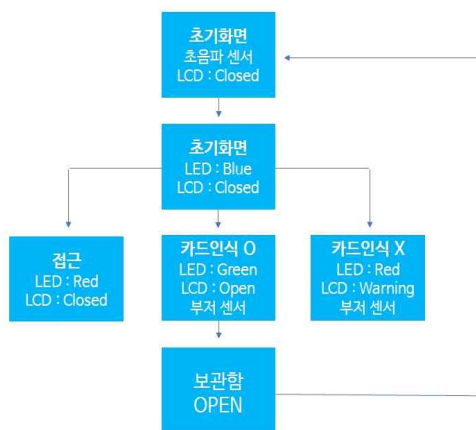 초기화면
초음파 센서
LCD : Closed
초기화면
LED : Blue
LCD : Closed
접근
LED : Red
LCD : Closed
카드인식 O
LED : Green
LCD : Open
부저 센서
카드인식 X
LED : Red
LCD : Warning
부저 센서
보관함
OPEN